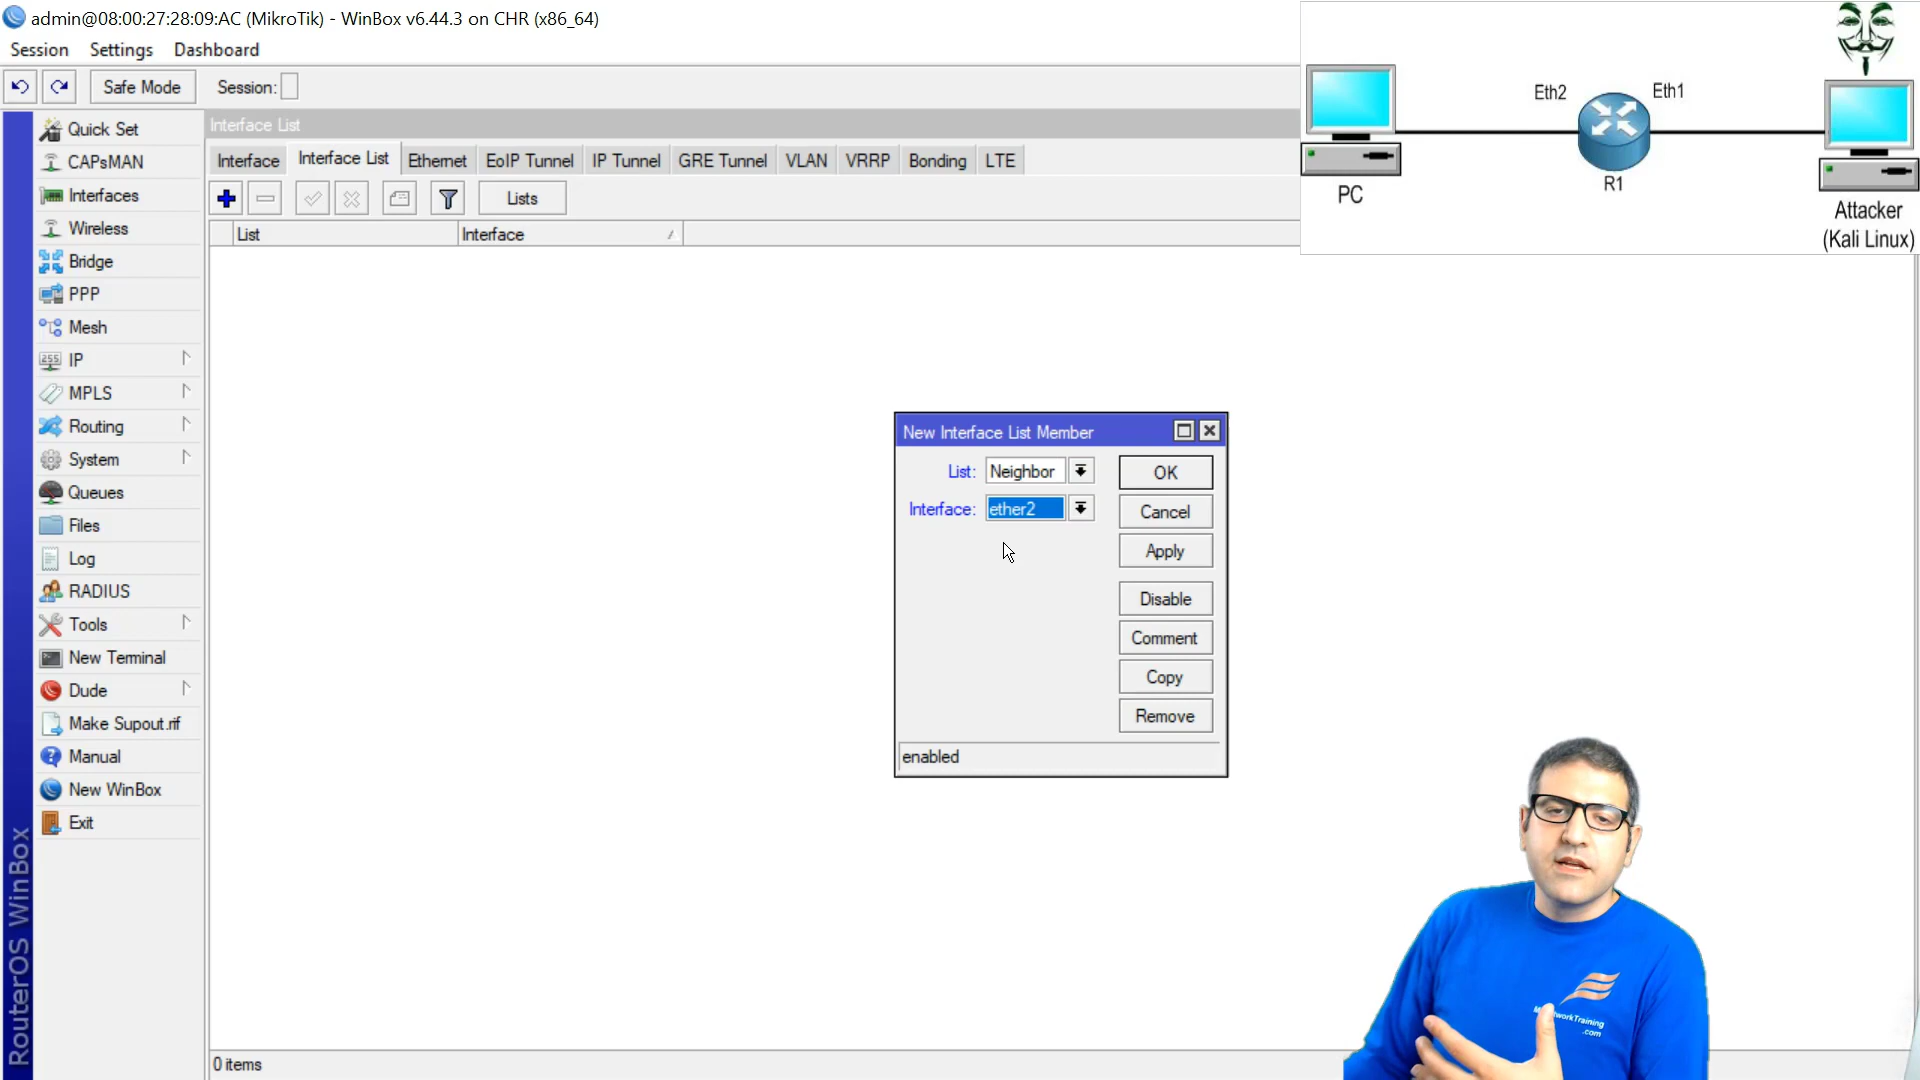 admin@08:00:27:28:09:AC (MikroTik) - WinBox v6.44.3 on CHR (x86_64)
Session Settings Dashboard
Safe Mode Session:
Quick Set
CAPsMAN
Interfaces
Wireless
Bridge
PPP
Mesh
IP
MPLS
Routing
System
Queues
Files
Log
RADIUS
Tools
New Terminal
Dude
Make Supout.rif
Manual
New WinBox
Exit
RouterOS WinBox
Interface List
Interface Interface List Ethernet EoIP Tunnel IP Tunnel GRE Tunnel VLAN VRRP Bonding LTE
Lists
List Interface
New Interface List Member
List: Neighbor
Interface: ether2
OK
Cancel
Apply
Disable
Comment
Copy
Remove
enabled
0 items
Eth2 Eth1
R1
PC
Attacker
(Kali Linux)
255
.com